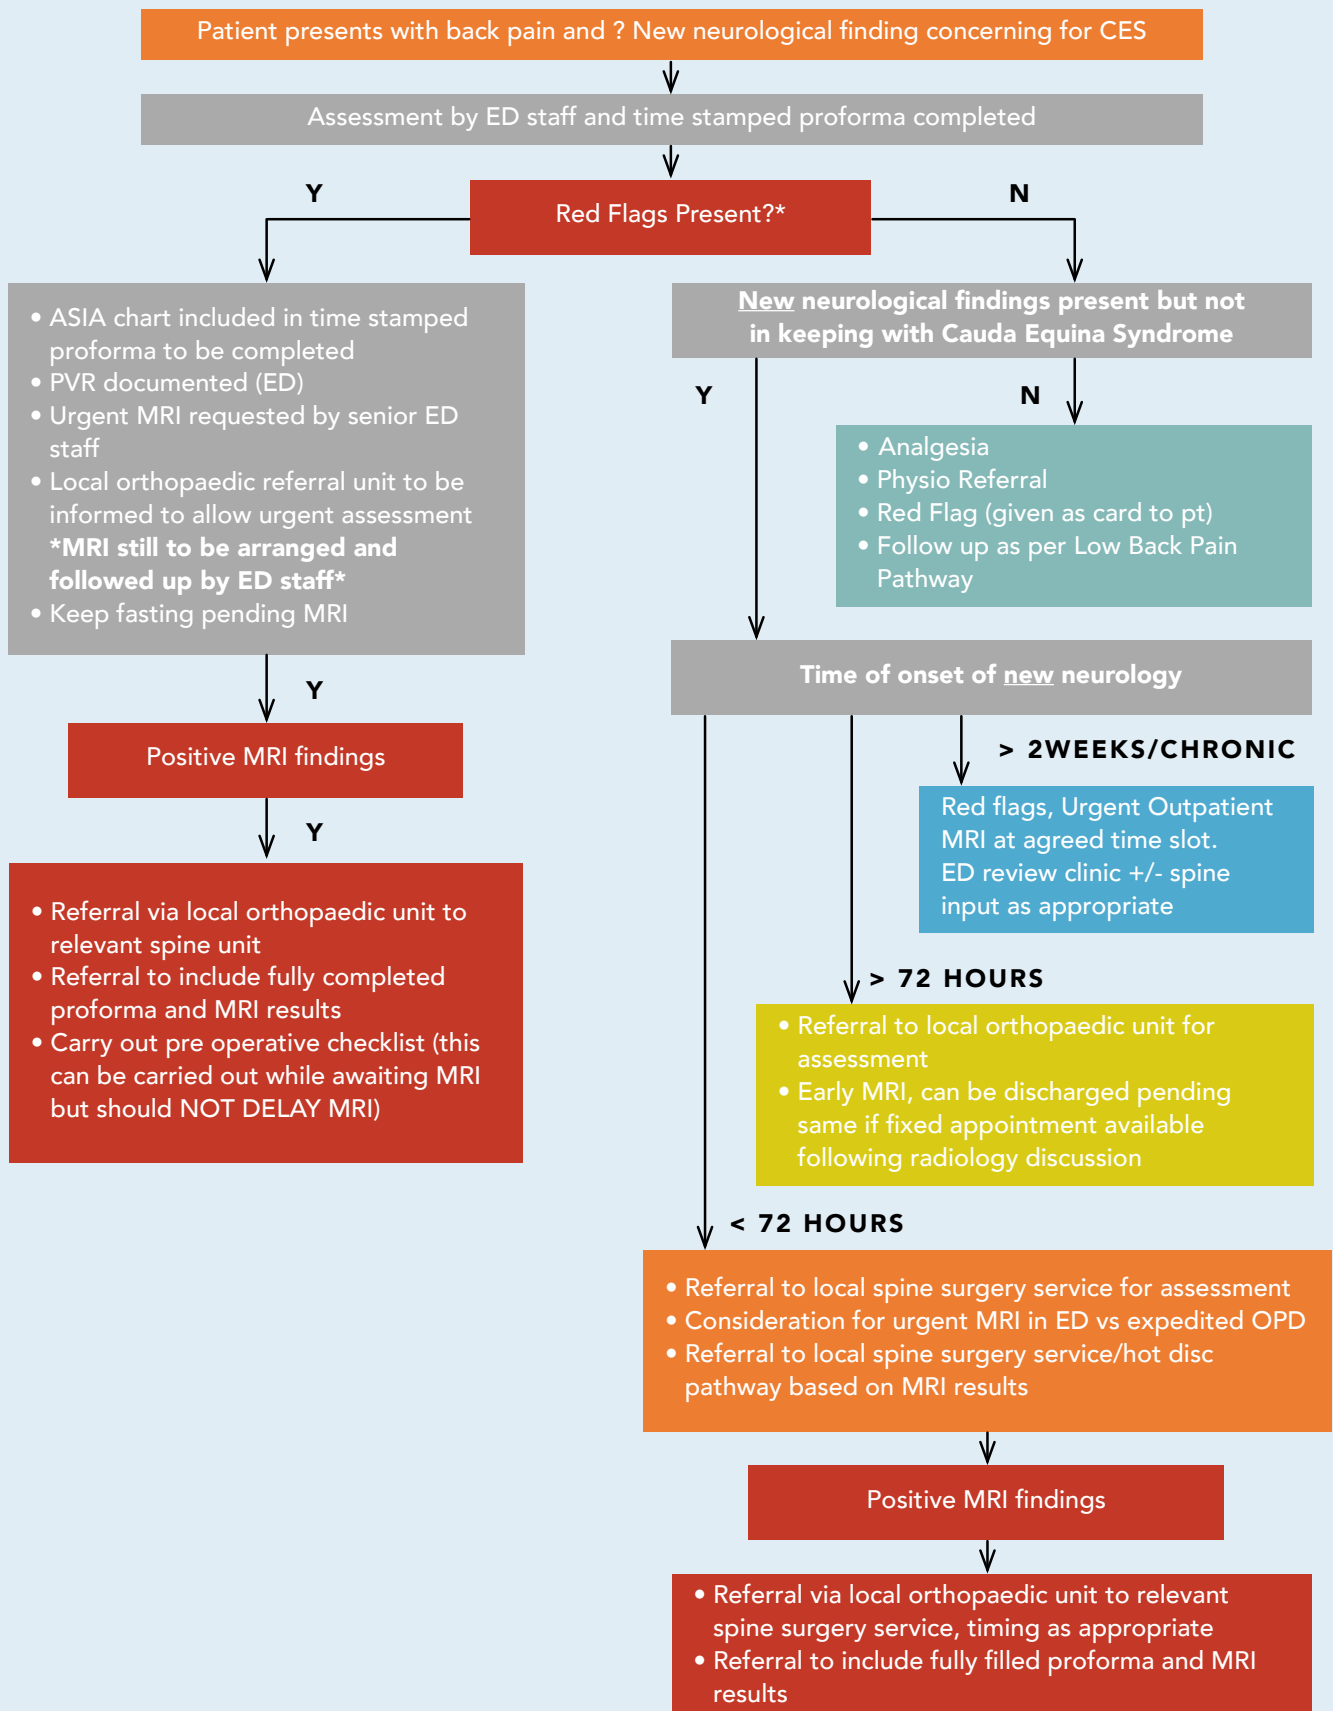 Patient presents with back pain and ? New neurological finding concerning for CES
Assessment by ED staff and time stamped proforma completed
Red Flags Present?*
Y
N
• ASIA chart included in time stamped
proforma to be completed
• PVR documented (ED)
• Urgent MRI requested by senior ED
staff
• Local orthopaedic referral unit to be
informed to allow urgent assessment
*MRI still to be arranged and
followed up by ED staff*
• Keep fasting pending MRI
Y
Positive MRI findings
Y
• Referral via local orthopaedic unit to
relevant spine unit
• Referral to include fully completed
proforma and MRI results
• Carry out pre operative checklist (this
can be carried out while awaiting MRI
but should NOT DELAY MRI)
New neurological findings present but not
in keeping with Cauda Equina Syndrome
Y
N
• Analgesia
• Physio Referral
• Red Flag (given as card to pt)
• Follow up as per Low Back Pain
Pathway
Time of onset of new neurology
> 2WEEKS/CHRONIC
Red flags, Urgent Outpatient
MRI at agreed time slot.
ED review clinic +/- spine
input as appropriate
> 72 HOURS
• Referral to local orthopaedic unit for
assessment
• Early MRI, can be discharged pending
same if fixed appointment available
following radiology discussion
< 72 HOURS
• Referral to local spine surgery service for assessment
• Consideration for urgent MRI in ED vs expedited OPD
• Referral to local spine surgery service/hot disc
pathway based on MRI results
Positive MRI findings
• Referral via local orthopaedic unit to relevant
spine surgery service, timing as appropriate
• Referral to include fully filled proforma and MRI
results